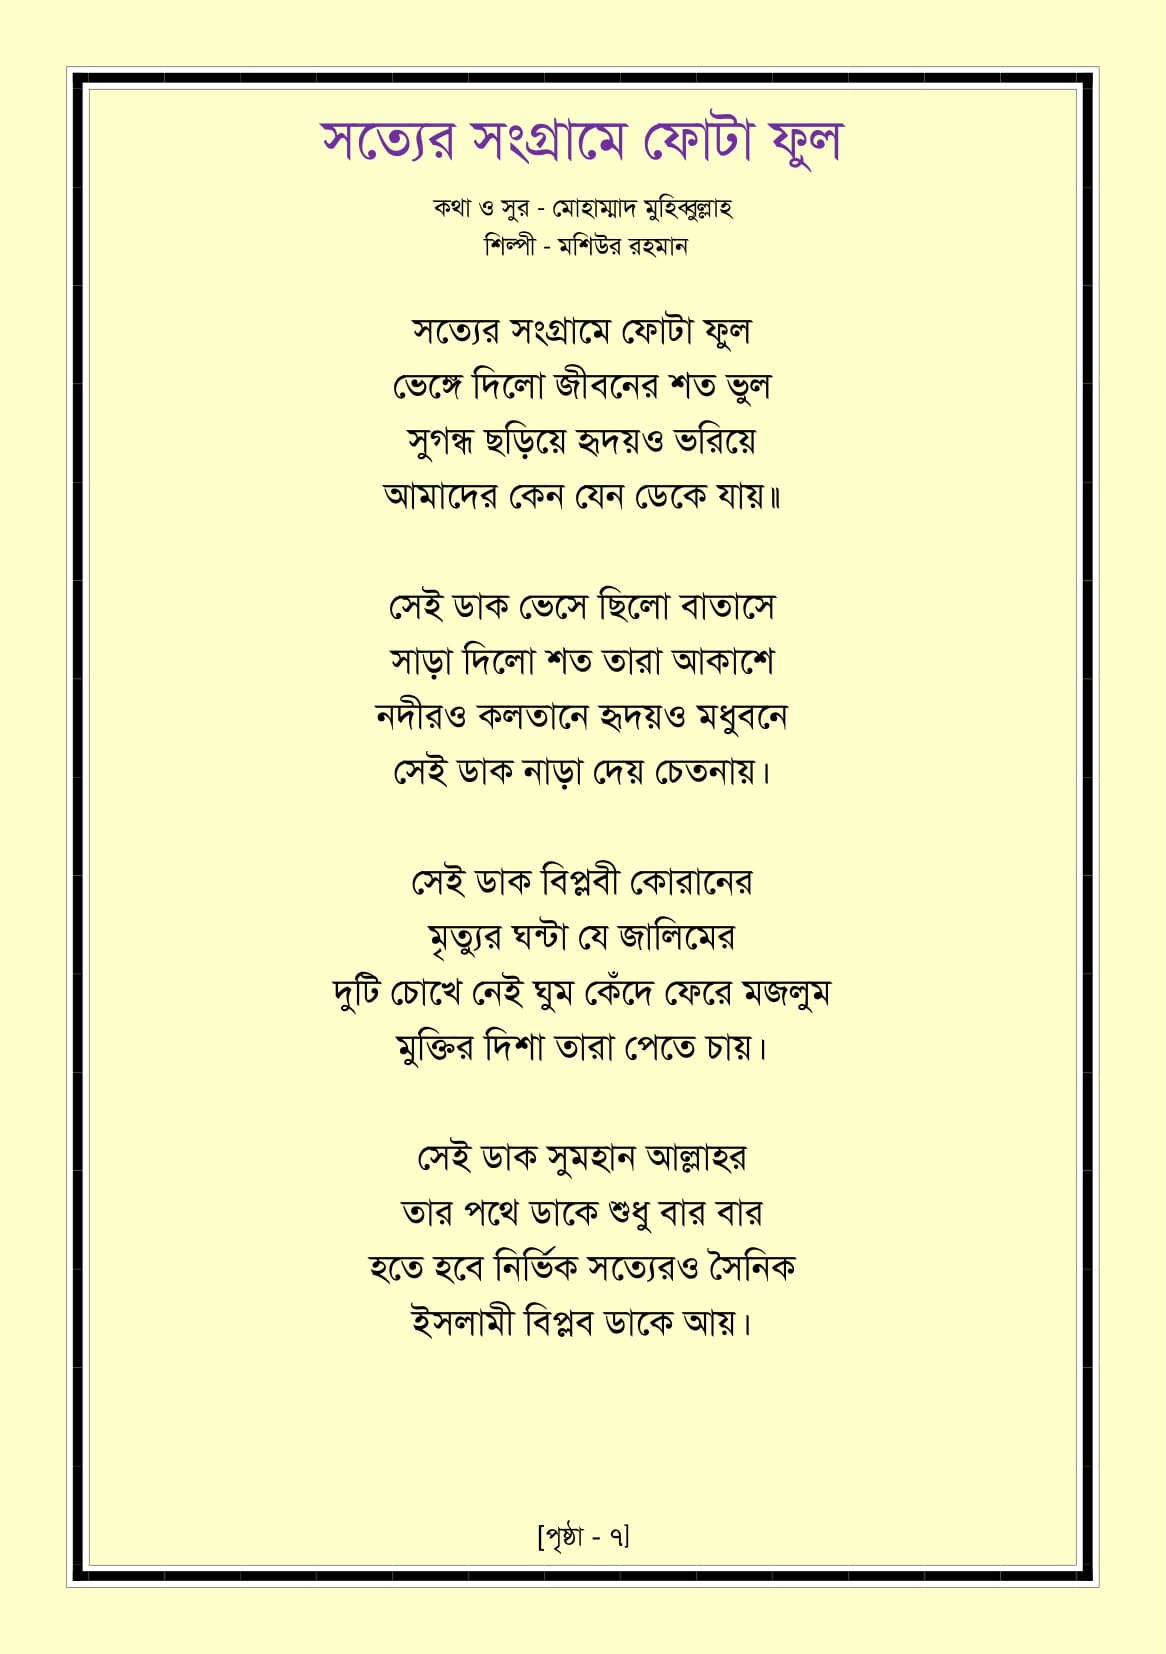 সত্যের সংগ্রামে ফোটা ফুল
কথা ও সুর - মোহাম্মাদ মুহিব্বুল্লাহ
শিল্পী - মশিউর রহমান
সত্যের সংগ্রামে ফোটা ফুল
ভেঙ্গে দিলো জীবনের শত ভুল
সুগন্ধ ছড়িয়ে হৃদয়ও ভরিয়ে
আমাদের কেন যেন ডেকে যায়॥
সেই ডাক ভেসে ছিলো বাতাসে
সাড়া দিলো শত তারা আকাশে
নদীরও কলতানে হৃদয়ও মধুবনে
সেই ডাক নাড়া দেয় চেতনায়।
সেই ডাক বিপ্লবী কোরানের
মৃত্যুর ঘন্টা যে জালিমের
দুটি চোখে নেই ঘুম কেঁদে ফেরে মজলুম
মুক্তির দিশা তারা পেতে চায়।
সেই ডাক সুমহান আল্লাহর
তার পথে ডাকে শুধু বার বার
হতে হবে নির্ভিক সত্যেরও সৈনিক
ইসলামী বিপ্লব ডাকে আয়।
[পৃষ্ঠা - ৭]